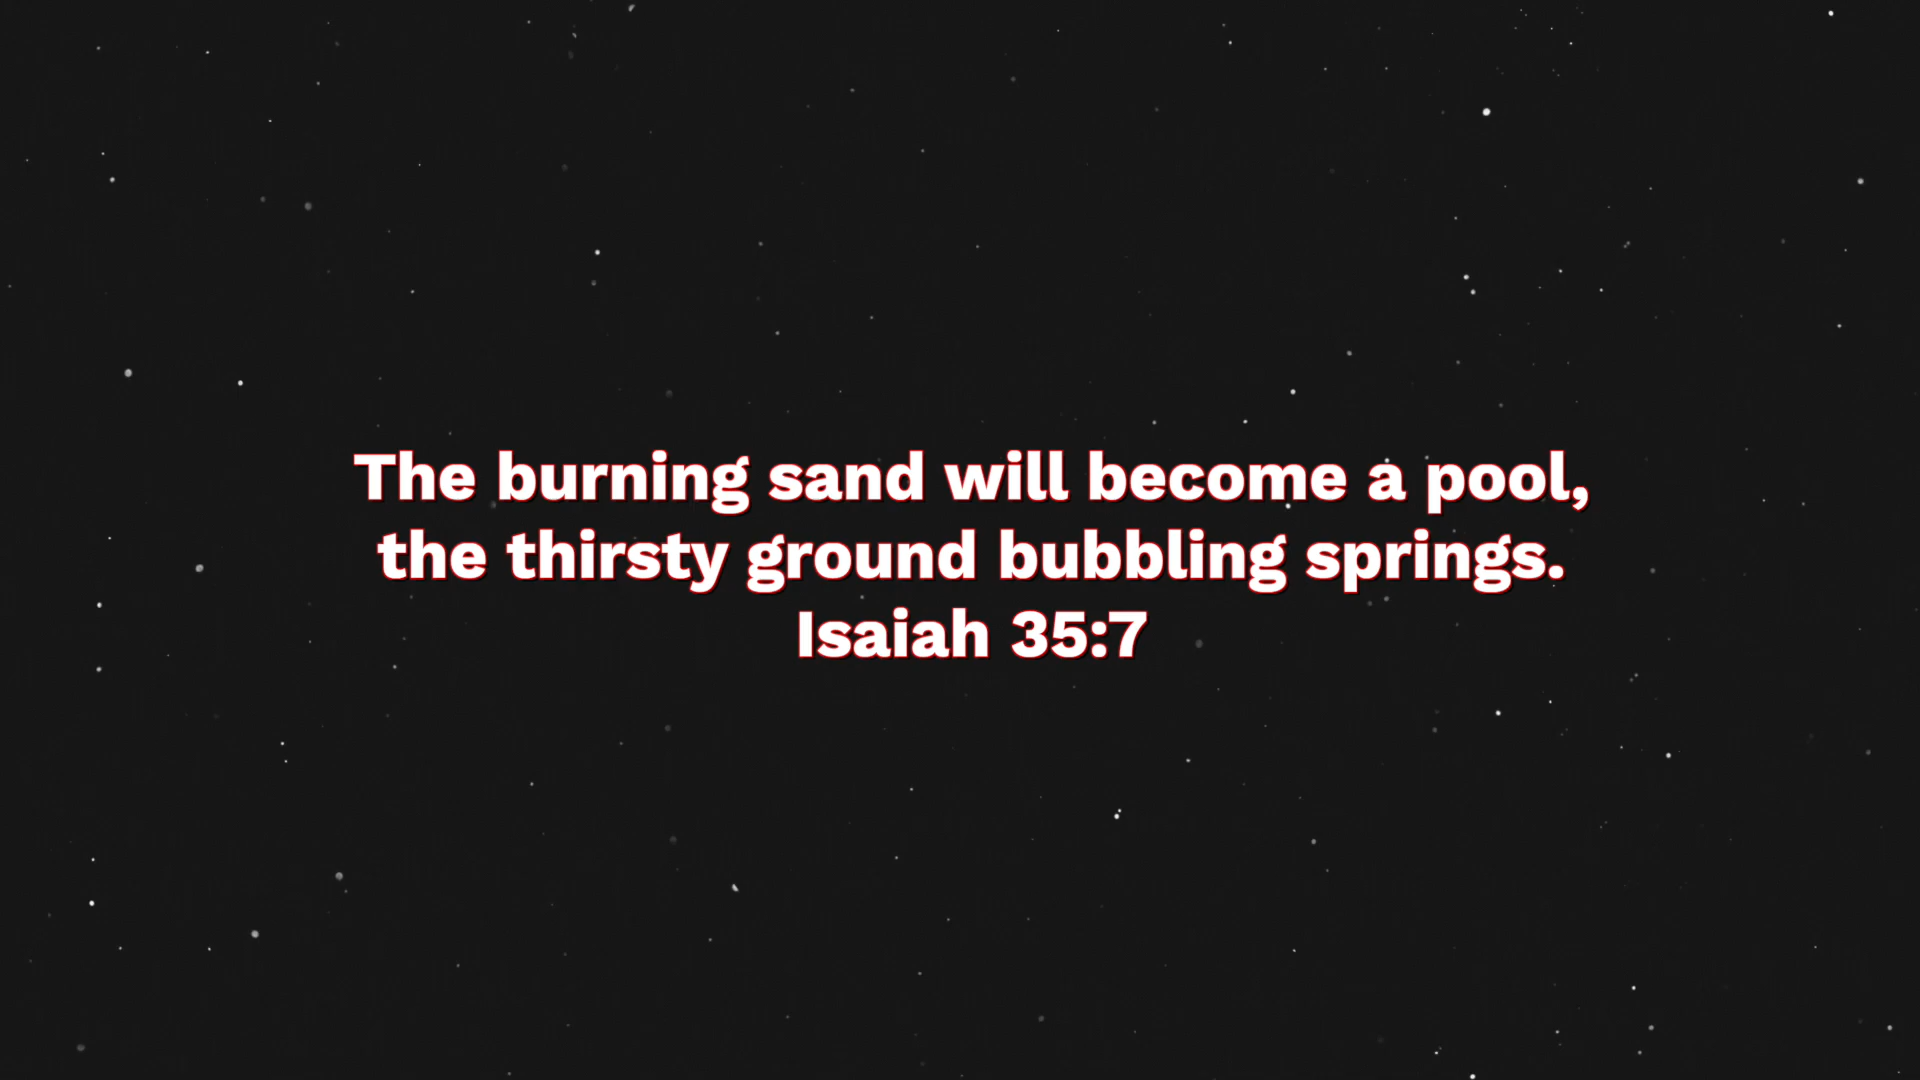 The burning sand will become a pool,
the thirsty ground bubbling springs.
Isaiah 35:7